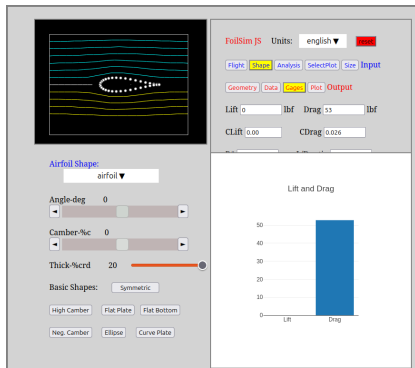 FoilSim JS Units: english ▼ reset
Flight Shape Analysis SelectPlot Size Input
Geometry Data Gages Plot Output
Lift 0 lbf Drag 53 lbf
CLift 0.00 CDrag 0.026
Airfoil Shape:
airfoil ▼
Angle-deg 0
Camber-%c 0
Thick-%crd 20
Basic Shapes: Symmetric
High Camber Flat Plate Flat Bottom
Neg. Camber Ellipse Curve Plate
Lift and Drag
50
40
30
20
10
0
Lift Drag